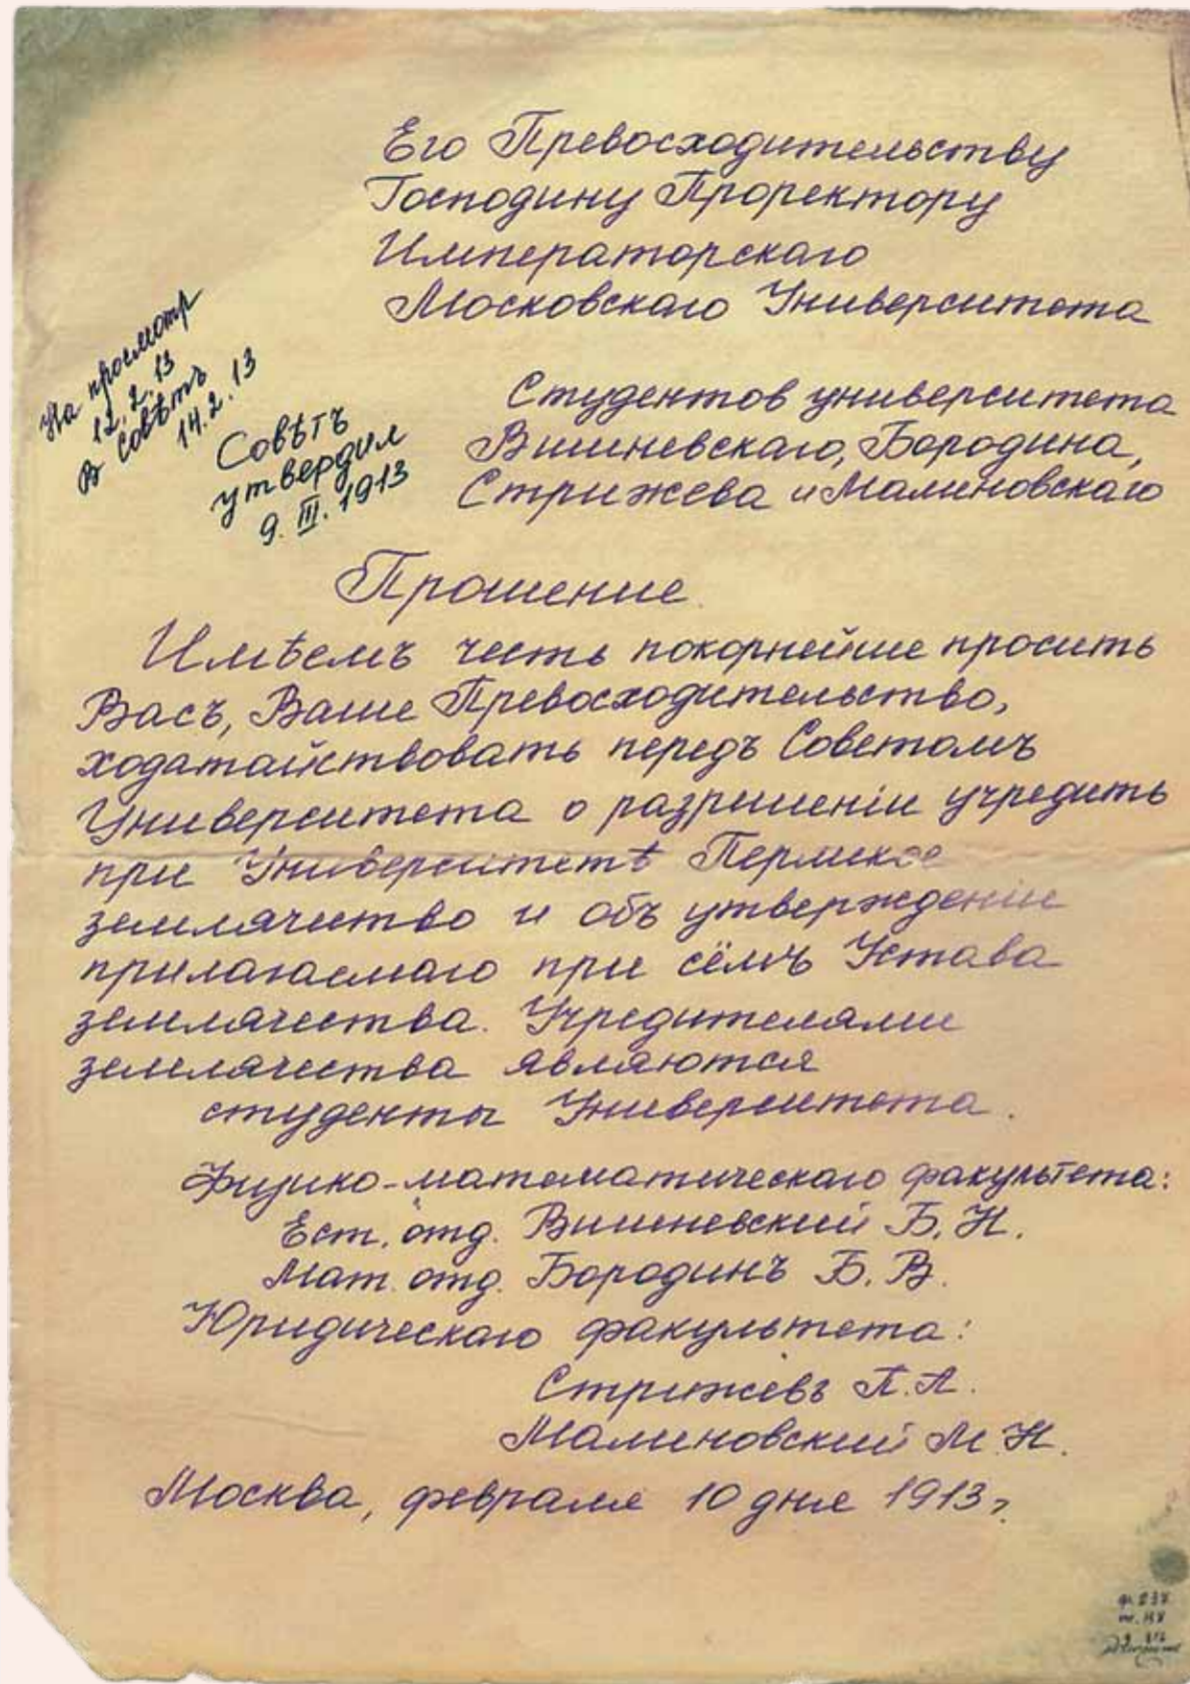 Его Превосходительству
Господину Проректору
Императорскаго
Московскаго Университета
На просмотр
12.2.13
В Совѣтъ
14.2.13
Совѣтъ
утвердил
9.III.1913
Студентов университета
Вишневскаго, Бородина,
Стрижева и Малиновскаго
Прошение.
Имѣемъ честь покорнейше просить
Васъ, Ваше Превосходительство,
ходатайствовать передъ Советомъ
Университета о разрешенiи учредить
при Университетѣ Пермское
землячество и объ утверждении
прилагаемаго при сёмъ Устава
землячества. Учредителями
землячества являются
студенты Университета.
Физико-математическаго факультета:
Ест. отд. Вишневский Б. Н.
Мат. отд. Бородинъ Б. В.
Юридическаго факультета:
Стрижевъ П. А.
Малиновский М. Н.
Москва, февраля 10 дня 1913 г.